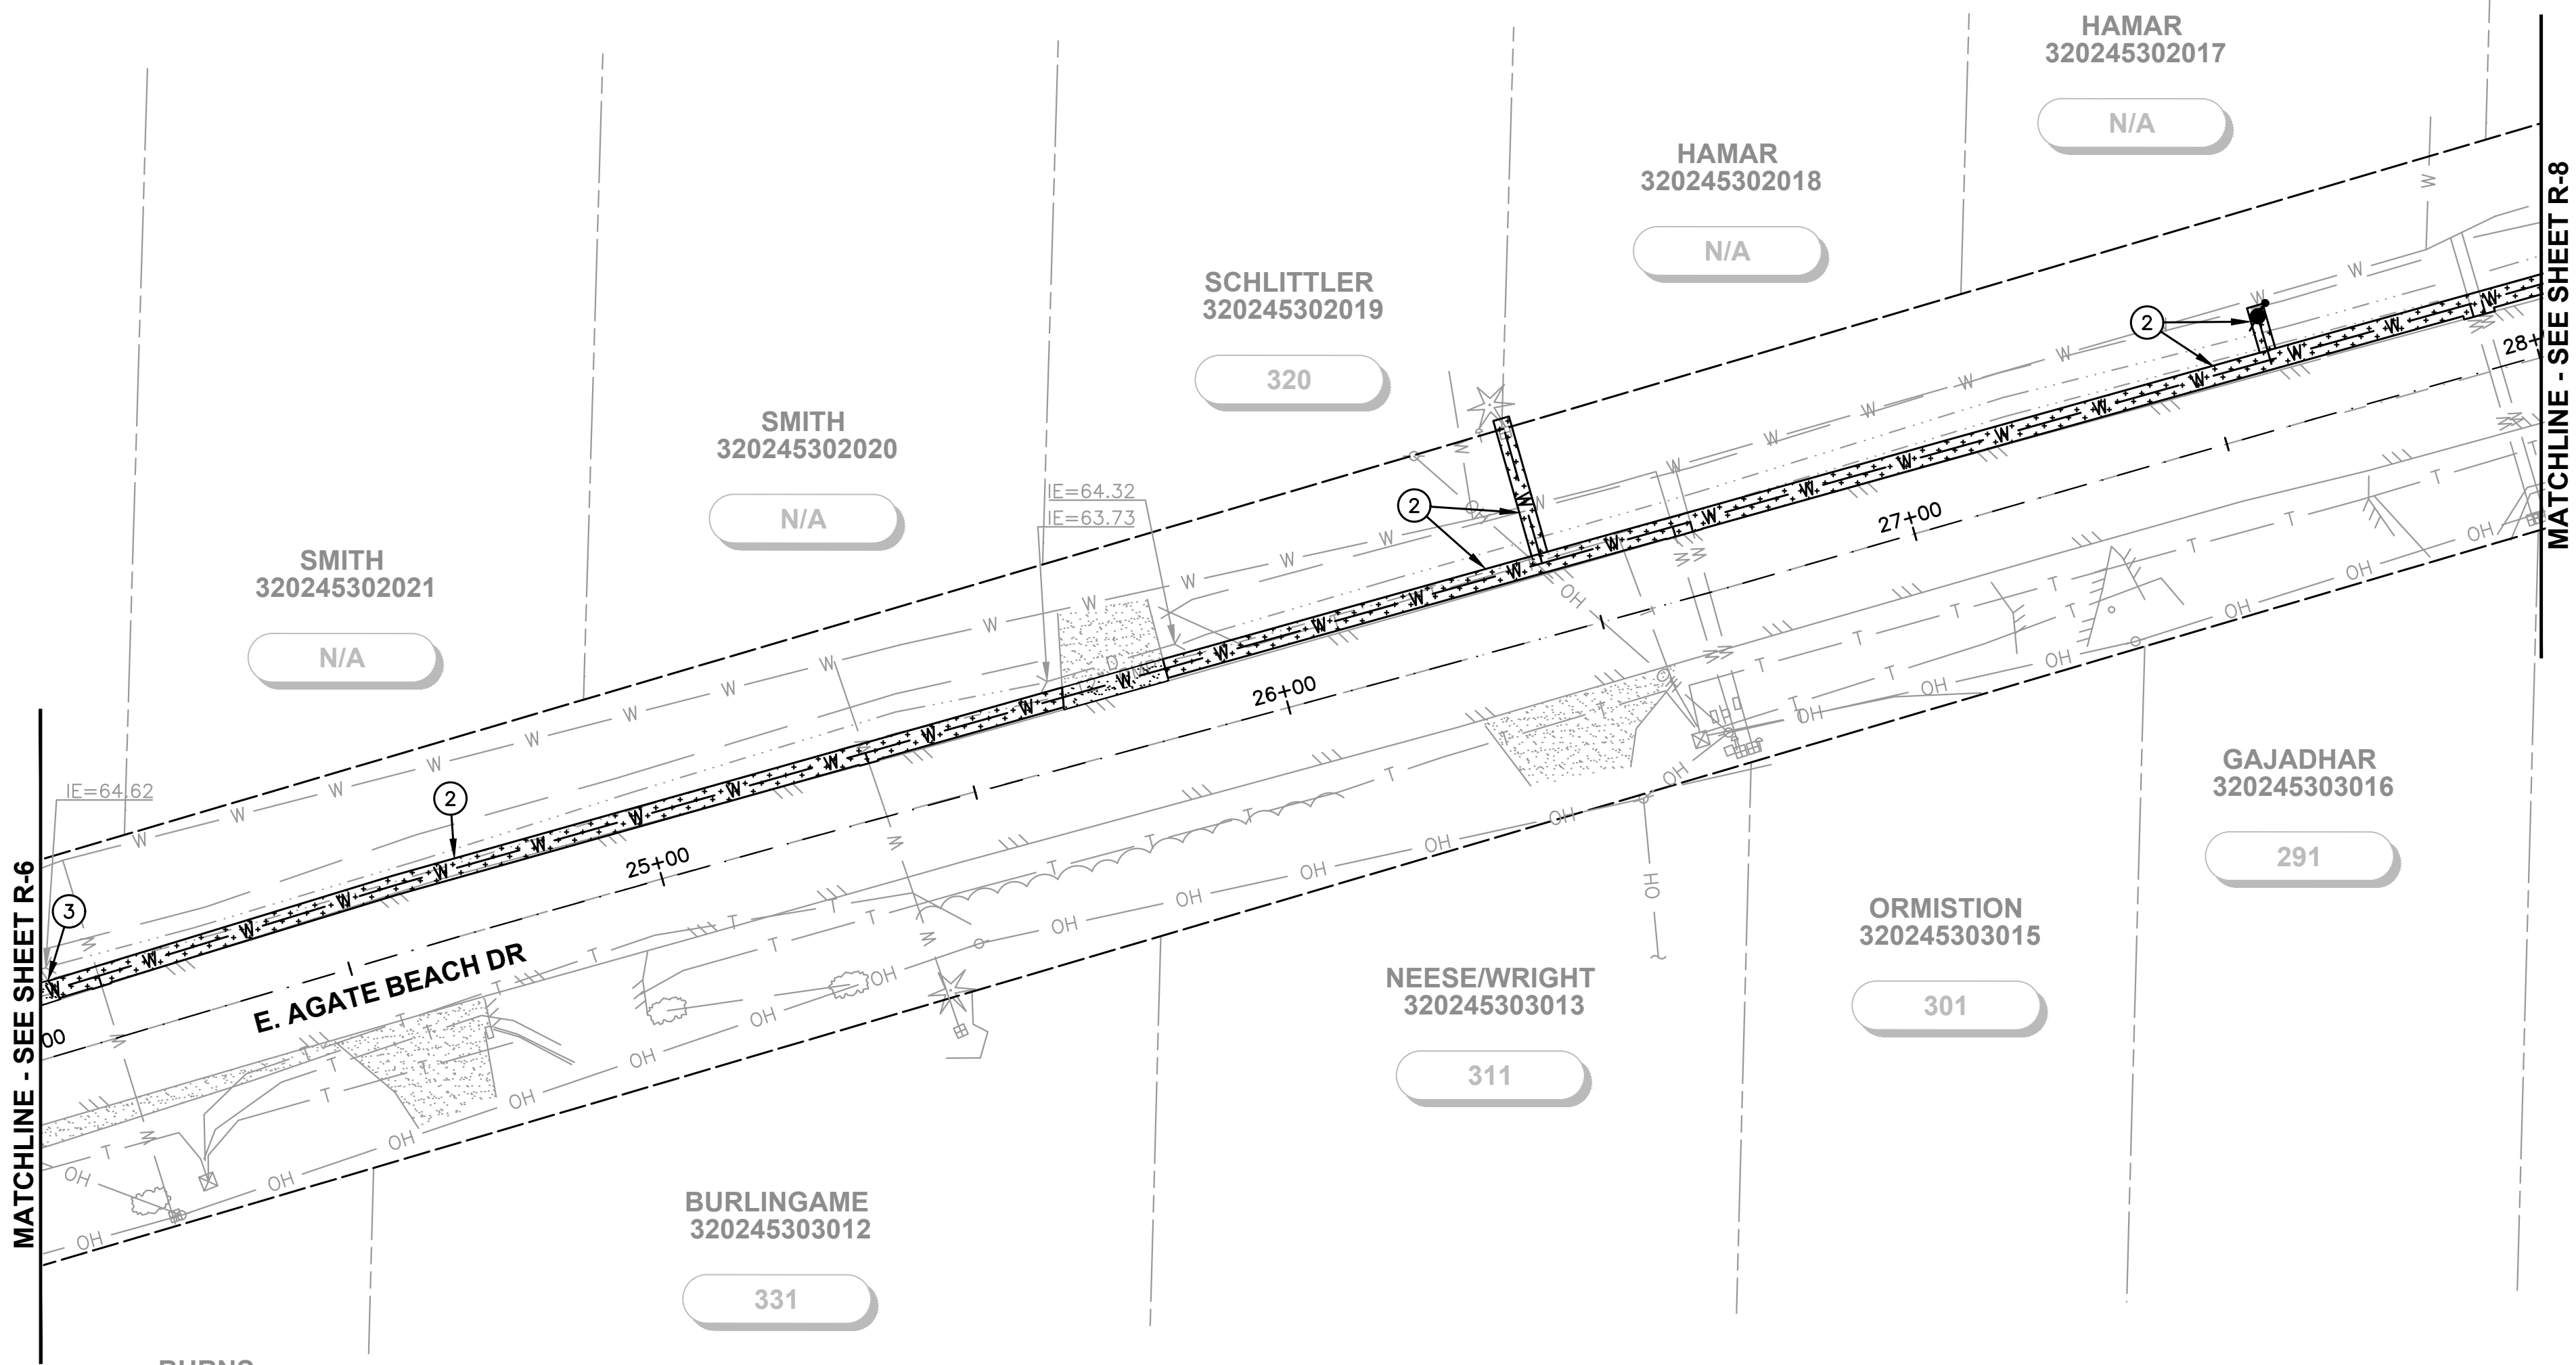 HAMAR
320245302017
N/A
HAMAR
320245302018
N/A
SCHLITTLER
320245302019
320
SMITH
320245302020
N/A
SMITH
320245302021
N/A
IE=64.32
IE=63.73
IE=64.62
2
2
2
3
28+
27+00
26+00
25+00
00
E. AGATE BEACH DR
MATCHLINE - SEE SHEET R-6
MATCHLINE - SEE SHEET R-8
GAJADHAR
320245303016
291
ORMISTION
320245303015
301
NEESE/WRIGHT
320245303013
311
BURLINGAME
320245303012
331